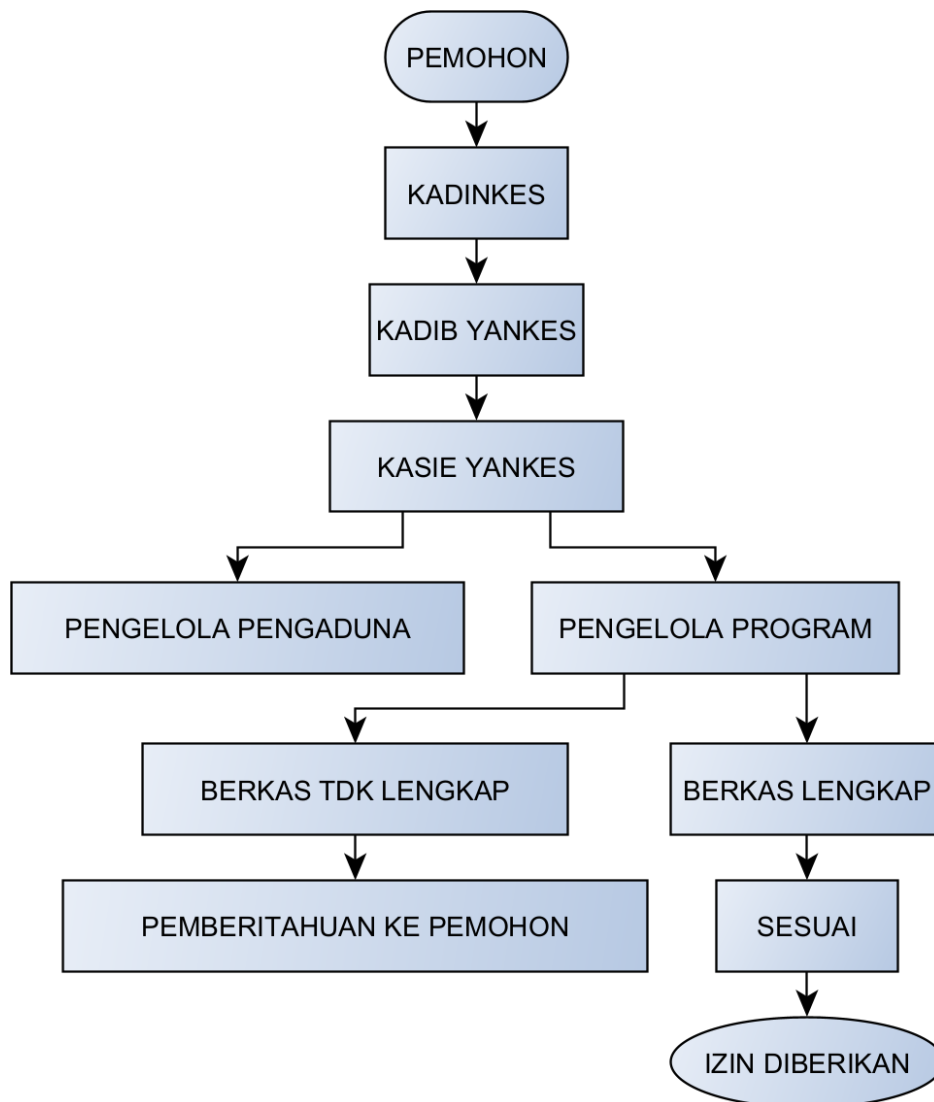 PEMOHON
KADINKES
KADIB YANKES
KASIE YANKES
PENGELOLA PENGADUNA
PENGELOLA PROGRAM
BERKAS TDK LENGKAP
BERKAS LENGKAP
PEMBERITAHUAN KE PEMOHON
SESUAI
IZIN DIBERIKAN